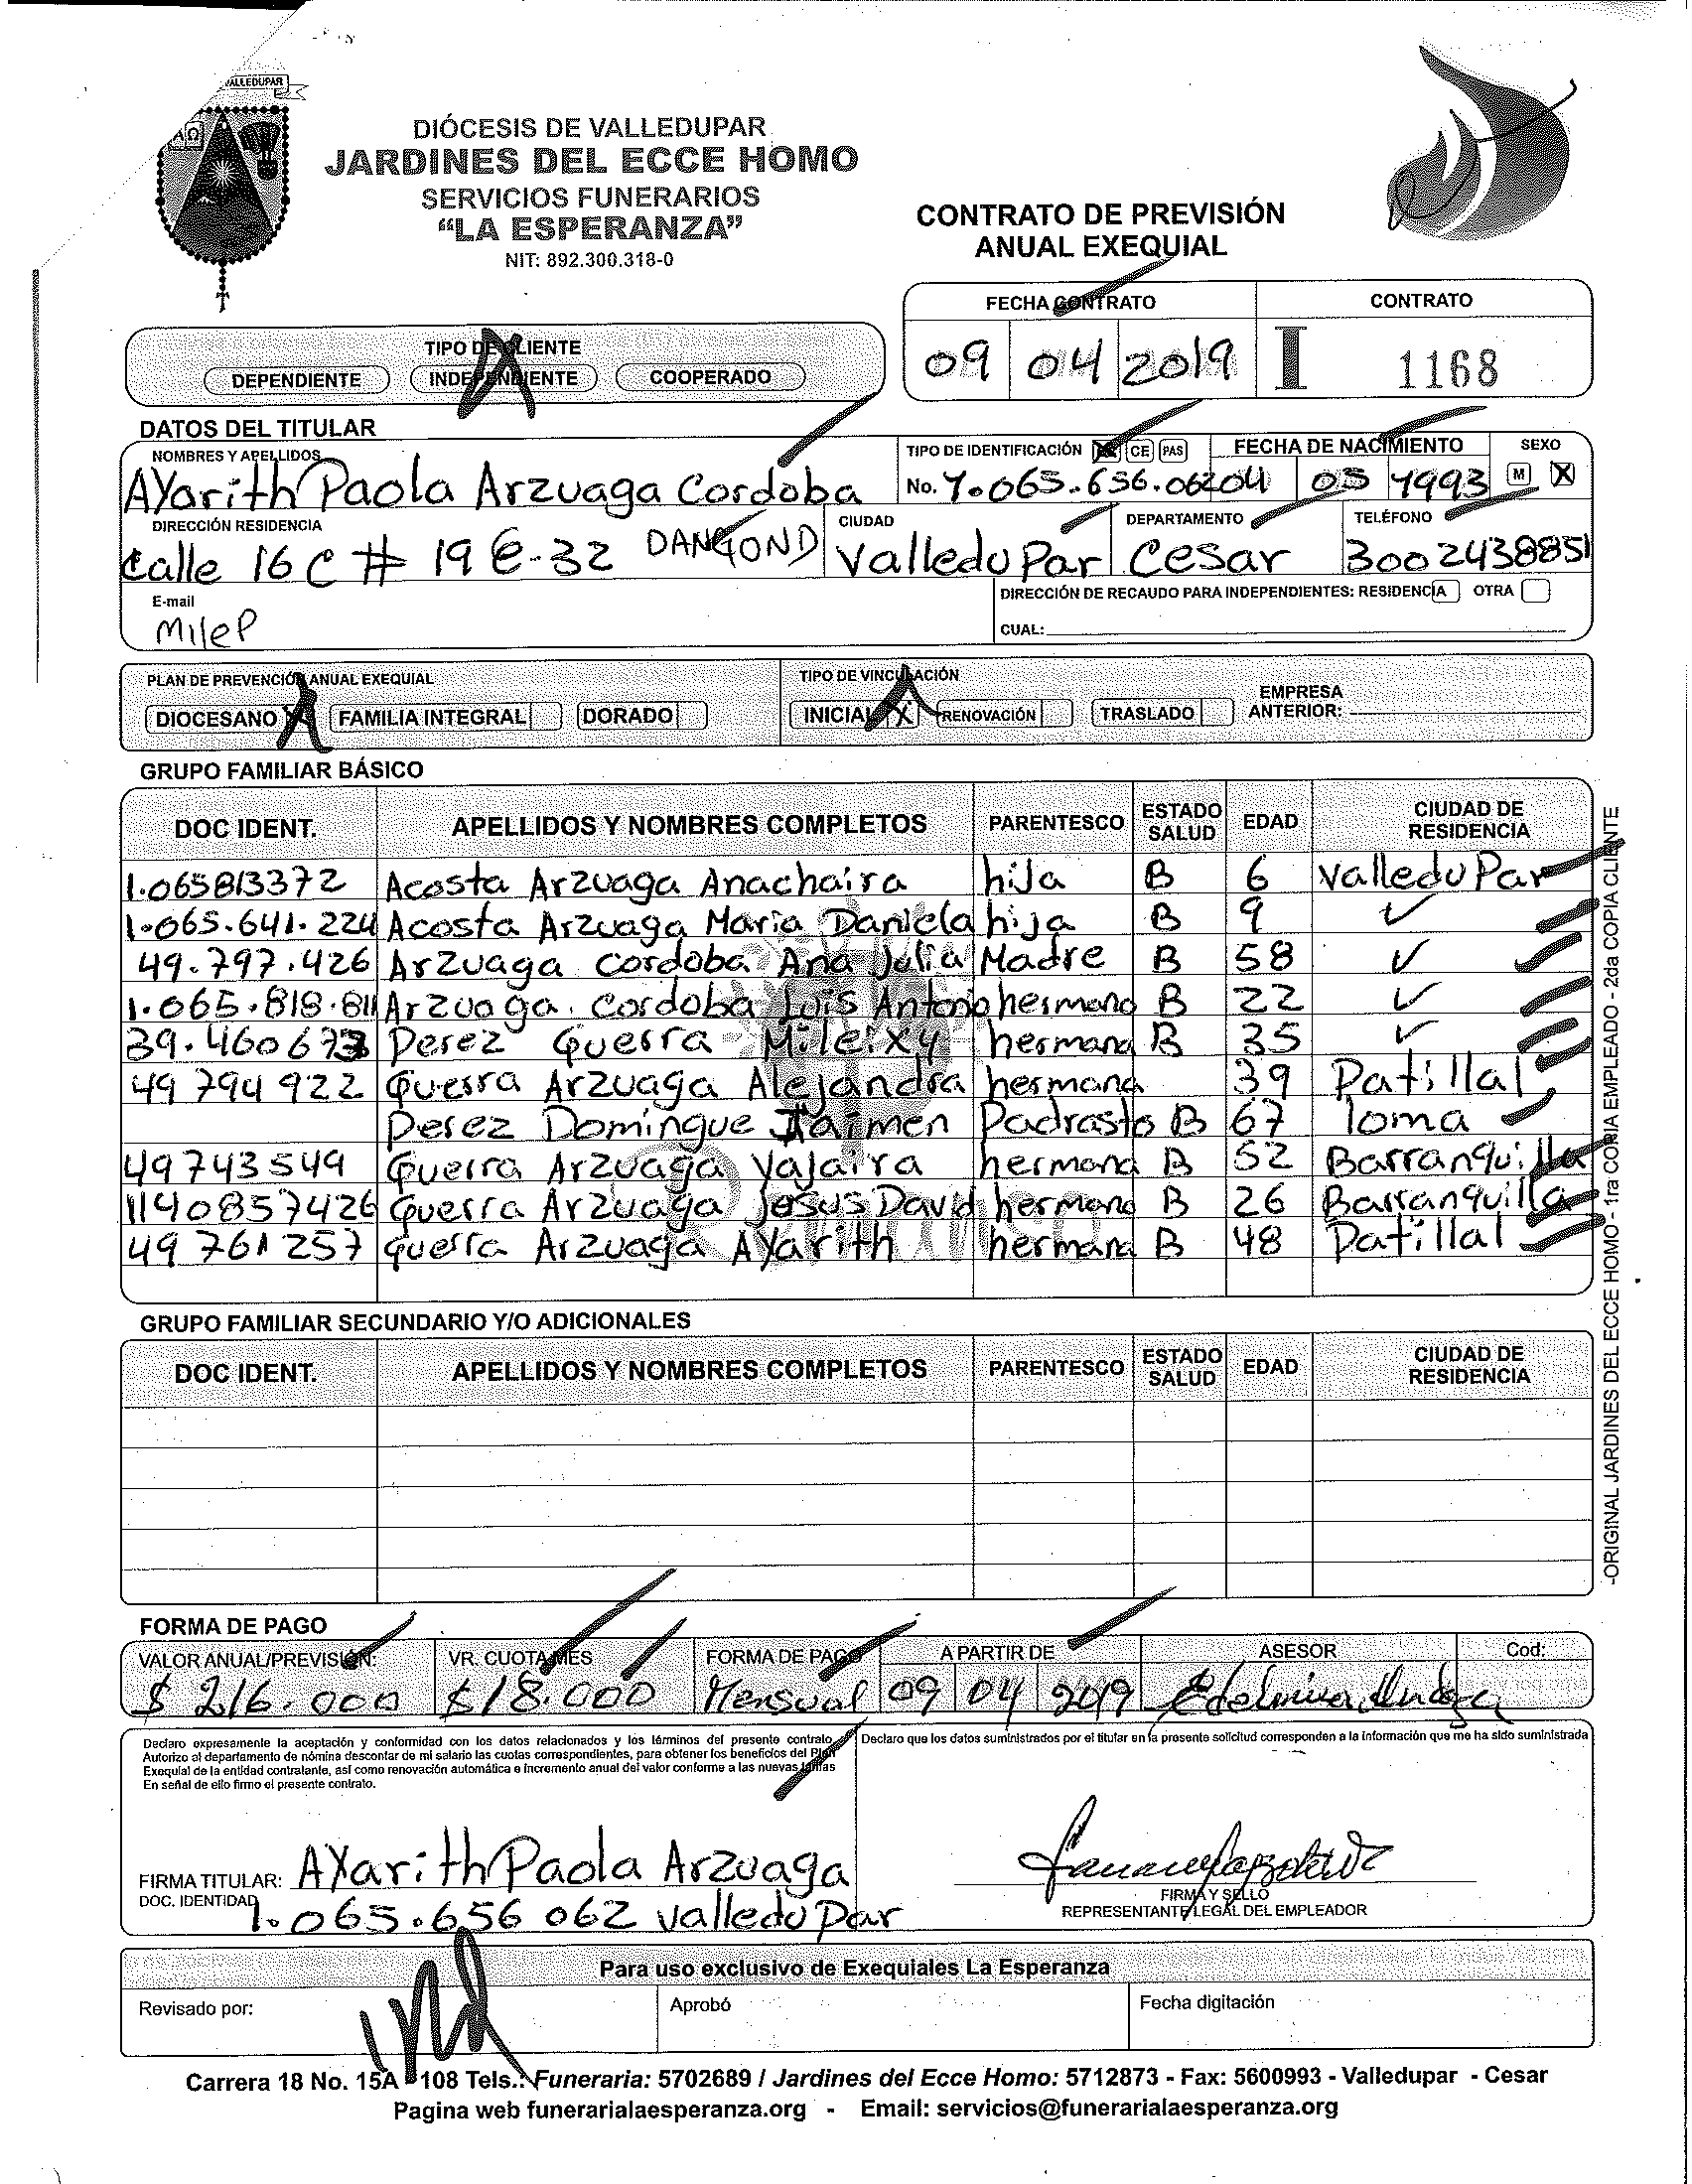 VALLEDUPAR
DIÓCESIS DE VALLEDUPAR
JARDINES DEL ECCE HOMO
SERVICIOS FUNERARIOS
“LA ESPERANZA”
NIT: 892.300.318-0
CONTRATO DE PREVISIÓN
ANUAL EXEQUIAL
FECHA CONTRATO CONTRATO
09 04 2019 I 1168
TIPO DE CLIENTE
DEPENDIENTE INDEPENDIENTE COOPERADO
DATOS DEL TITULAR
NOMBRES Y APELLIDOS TIPO DE IDENTIFICACIÓN CE PAS FECHA DE NACIMIENTO SEXO
AYarith Paola Arzuaga Cordoba No. 1.065.656.062 04 05 1993 M X
DIRECCIÓN RESIDENCIA CIUDAD DEPARTAMENTO TELÉFONO
Calle 16 C # 19 E-32 DANGOND Valledupar Cesar 3002438851
E-mail DIRECCIÓN DE RECAUDO PARA INDEPENDIENTES: RESIDENCIA OTRA
MileP CUAL:
PLAN DE PREVENCIÓN ANUAL EXEQUIAL TIPO DE VINCULACIÓN
DIOCESANO X FAMILIA INTEGRAL DORADO INICIAL X RENOVACIÓN TRASLADO EMPRESA ANTERIOR:
GRUPO FAMILIAR BÁSICO
DOC IDENT. APELLIDOS Y NOMBRES COMPLETOS PARENTESCO ESTADO SALUD EDAD CIUDAD DE RESIDENCIA
1.065813372 Acosta Arzuaga Anachaira hija B 6 ValleduPar
1.065.641.224 Acosta Arzuaga Maria Daniela hija B 9 ✓
49.797.426 Arzuaga Cordoba Ana Julia Madre B 58 ✓
1.065.818.811 Arzuaga Cordoba Luis Antonio hermano B 22 ✓
39.460673 Perez Guerra Mileixy hermana B 35 ✓
49 794 922 Guerra Arzuaga Alejandra hermana 39 Patillal
Perez Domingue Jaimen Padrasto B 67 loma
49743549 Guerra Arzuaga Yajaira hermana B 52 Barranquilla
1140857426 Guerra Arzuaga Jesus David hermano B 26 Barranquilla
49 761 257 Guerra Arzuaga AYarith hermana B 48 Patillal
GRUPO FAMILIAR SECUNDARIO Y/O ADICIONALES
DOC IDENT. APELLIDOS Y NOMBRES COMPLETOS PARENTESCO ESTADO SALUD EDAD CIUDAD DE RESIDENCIA
-ORIGINAL JARDINES DEL ECCE HOMO - 1ra COPIA EMPLEADO - 2da COPIA CLIENTE
FORMA DE PAGO
VALOR ANUAL/PREVISIÓN: VR. CUOTA MES FORMA DE PAGO A PARTIR DE ASESOR Cod:
$ 216.000 $18.000 Mensual 09 04 2019 Edelmira
Declaro expresamente la aceptación y conformidad con los datos relacionados y los términos del presente contrato
Autorizo al departamento de nómina descontar de mi salario las cuotas correspondientes, para obtener los beneficios del Plan
Exequial de la entidad contratante, así como renovación automática e incremento anual del valor conforme a las nuevas tarifas
En señal de ello firmo el presente contrato.
Declaro que los datos suministrados por el titular en la presente solicitud corresponden a la información que me ha sido suministrada
FIRMA TITULAR: AYarith Paola Arzuaga
DOC. IDENTIDAD 1.065.656 062 valleduPar
FIRMA Y SELLO
REPRESENTANTE LEGAL DEL EMPLEADOR
Para uso exclusivo de Exequiales La Esperanza
Revisado por: Aprobó Fecha digitación
Carrera 18 No. 15A 108 Tels.: Funeraria: 5702689 / Jardines del Ecce Homo: 5712873 - Fax: 5600993 - Valledupar - Cesar
Pagina web funerarialaesperanza.org - Email: servicios@funerarialaesperanza.org